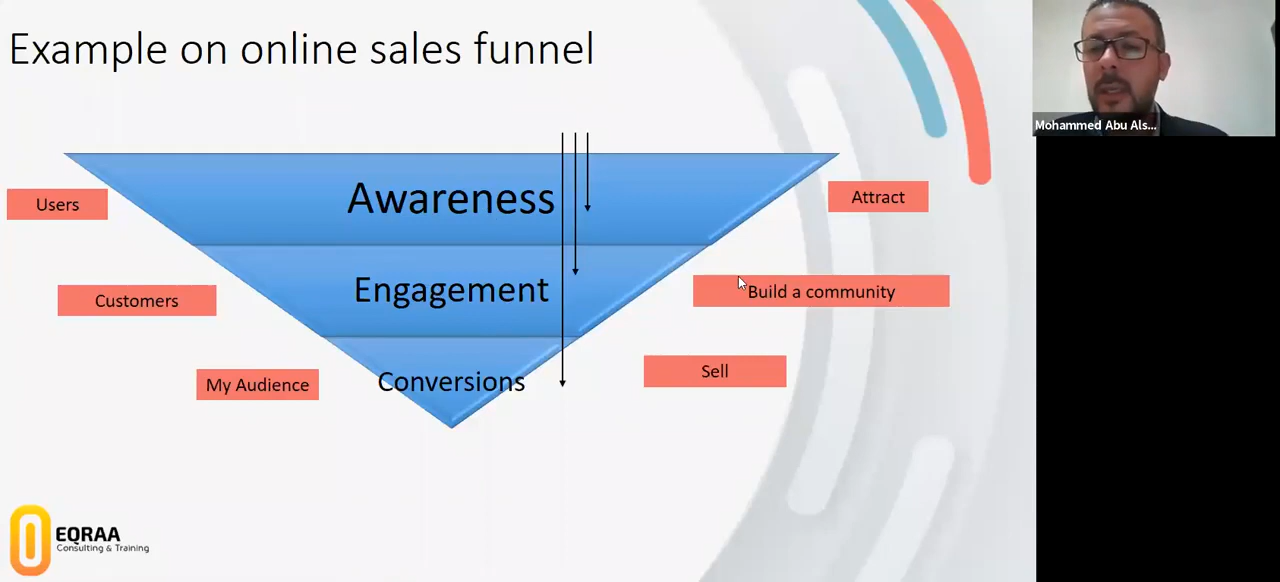 Example on online sales funnel
Mohammed Abu Als...
Awareness
Users
Attract
Engagement
Customers
Build a community
Conversions
My Audience
Sell
EQRAA
Consulting & Training